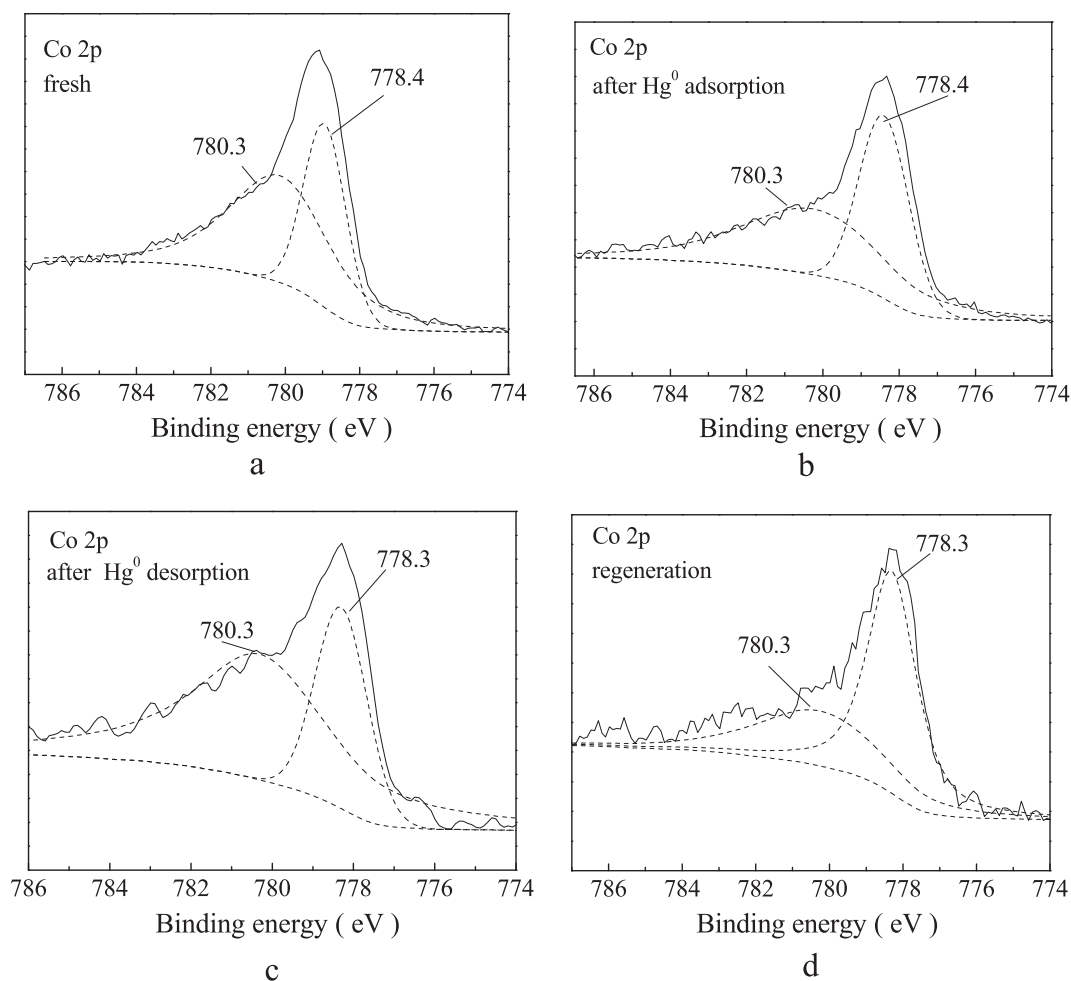 Co 2p
fresh
778.4
780.3
786 784 782 780 778 776 774
Binding energy ( eV )
a
Co 2p
after Hg⁰ adsorption
778.4
780.3
786 784 782 780 778 776 774
Binding energy ( eV )
b
Co 2p
after Hg⁰ desorption
778.3
780.3
786 784 782 780 778 776 774
Binding energy ( eV )
c
Co 2p
regeneration
778.3
780.3
786 784 782 780 778 776 774
Binding energy ( eV )
d